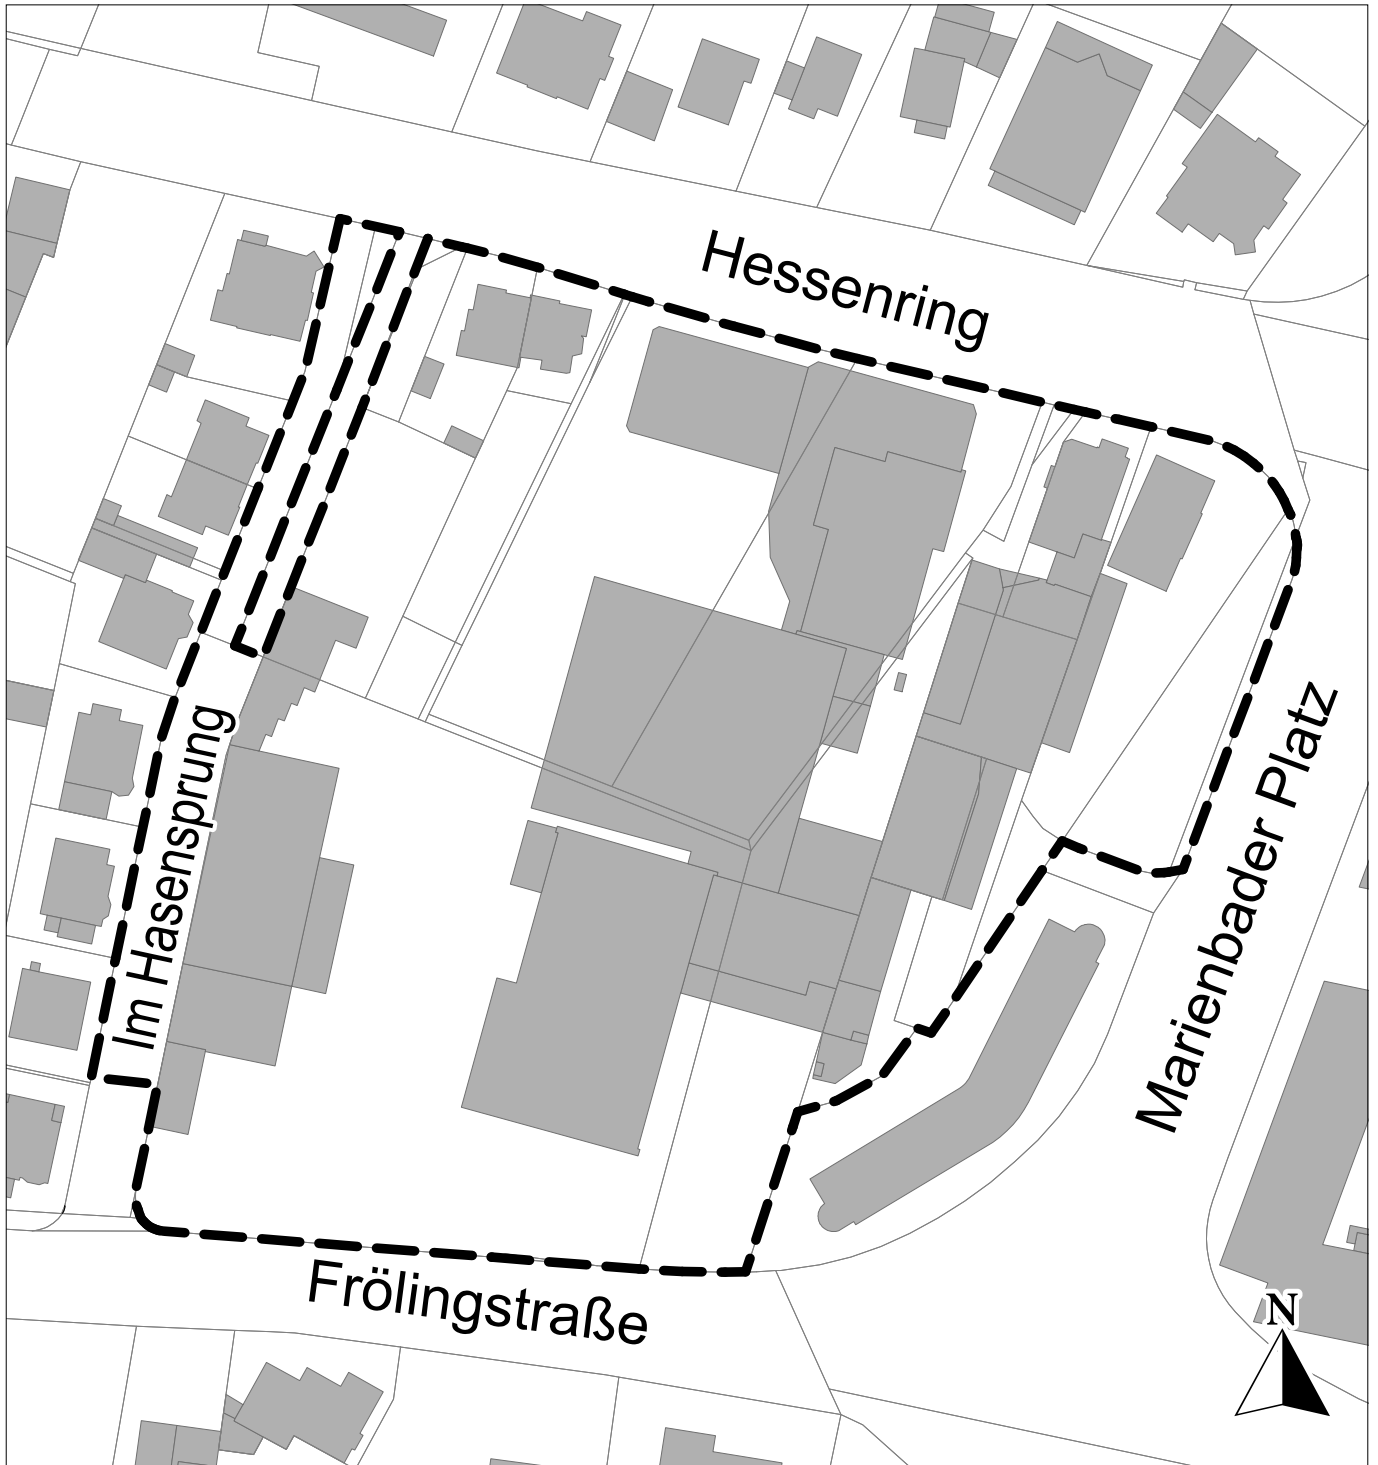 Hessenring
Im Hasensprung
Marienbader Platz
Frölingstraße
N